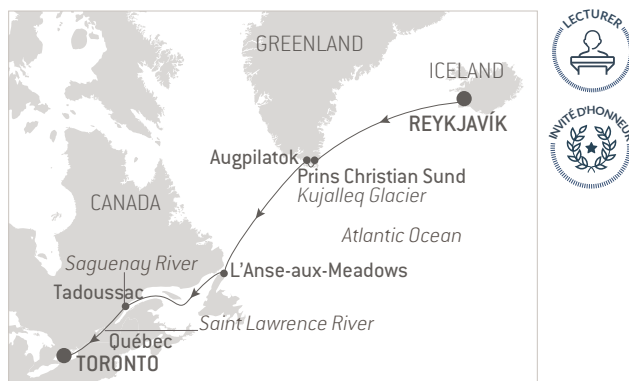 GREENLAND
ICELAND
REYKJAVÍK
Augpilatok
Prins Christian Sund
Kujalleq Glacier
CANADA
Atlantic Ocean
Saguenay River
L'Anse-aux-Meadows
Tadoussac
Saint Lawrence River
Québec
TORONTO
LECTURER
INVITÉ D'HONNEUR